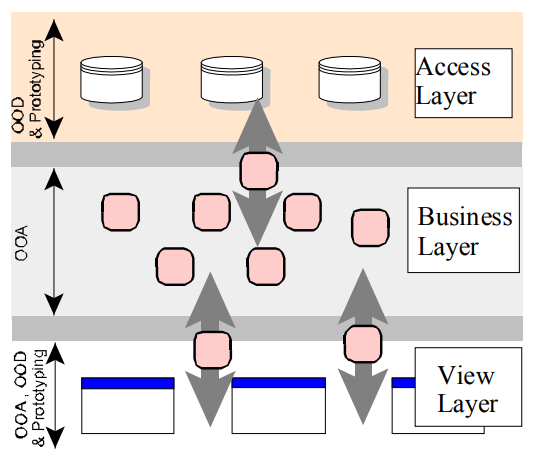 OOD
& Prototyping
Access
Layer
OOA
Business
Layer
OOA, OOD
& Prototyping
View
Layer